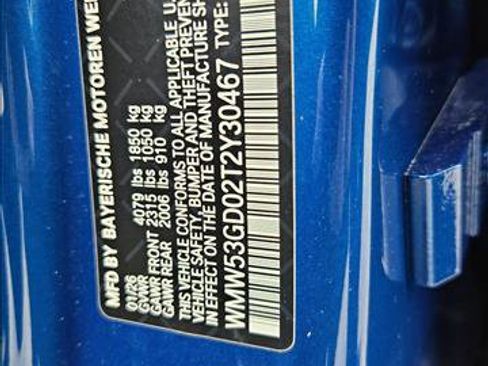 MFD BY BAYERISCHE MOTOREN WE
01/26
GVWR 4079 lbs 1850 kg
GAWR FRONT 2315 lbs 1050 kg
GAWR REAR 2006 lbs 910 kg
THIS VEHICLE CONFORMS TO ALL APPLICABLE U.
VEHICLE SAFETY, BUMPER AND THEFT PREVEN
IN EFFECT ON THE DATE OF MANUFACTURE SH
WMW53GD02T2Y30467 TYPE: